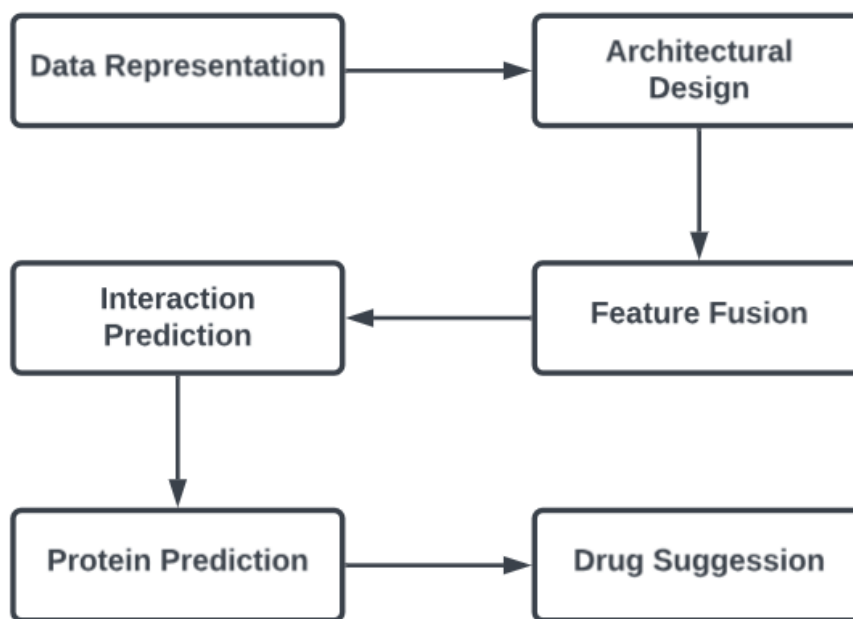 Data Representation
Architectural
Design
Interaction
Prediction
Feature Fusion
Protein Prediction
Drug Suggession